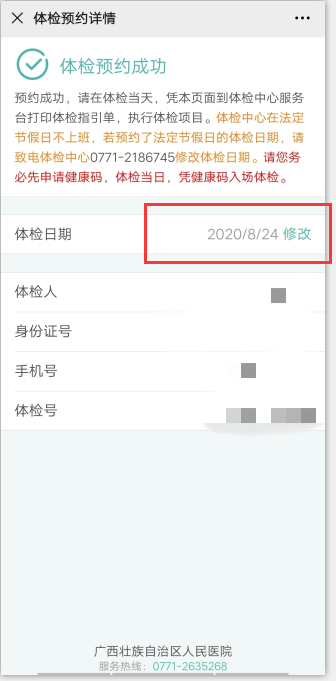 体检预约详情
体检预约成功
预约成功，请在体检当天，凭本页面到体检中心服务
台打印体检指引单，执行体检项目。体检中心在法定
节假日不上班，若预约了法定节假日的体检日期，请
致电体检中心0771-2186745修改体检日期。请您务
必先申请健康码，体检当日，凭健康码入场体检。
体检日期 2020/8/24 修改
体检人
身份证号
手机号
体检号
广西壮族自治区人民医院
服务热线：0771-2635268